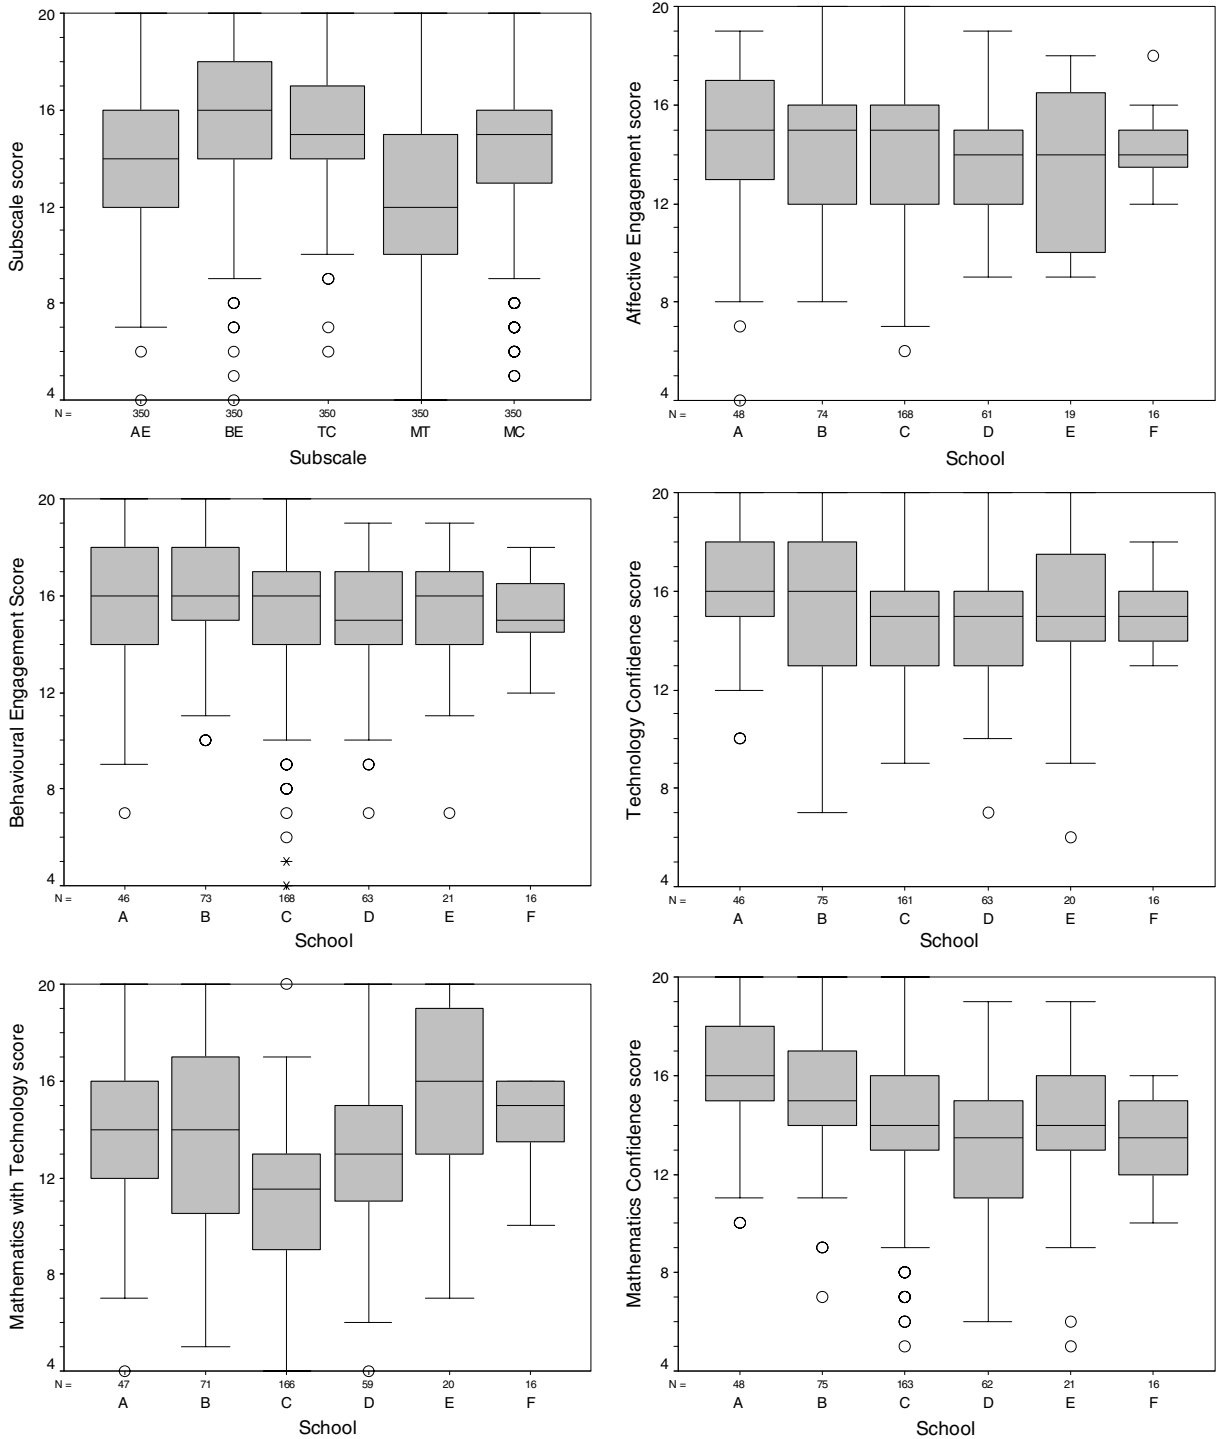 Subscale score
20
16
12
8
4
N = 350 350 350 350 350
AE BE TC MT MC
Subscale
Affective Engagement score
20
16
12
8
4
N = 48 74 168 61 19 16
A B C D E F
School
Behavioural Engagement Score
20
16
12
8
4
N = 46 73 168 63 21 16
A B C D E F
School
Technology Confidence score
20
16
12
8
4
N = 46 75 161 63 20 16
A B C D E F
School
Mathematics with Technology score
20
16
12
8
4
N = 47 71 166 59 20 16
A B C D E F
School
Mathematics Confidence score
20
16
12
8
4
N = 48 75 163 62 21 16
A B C D E F
School